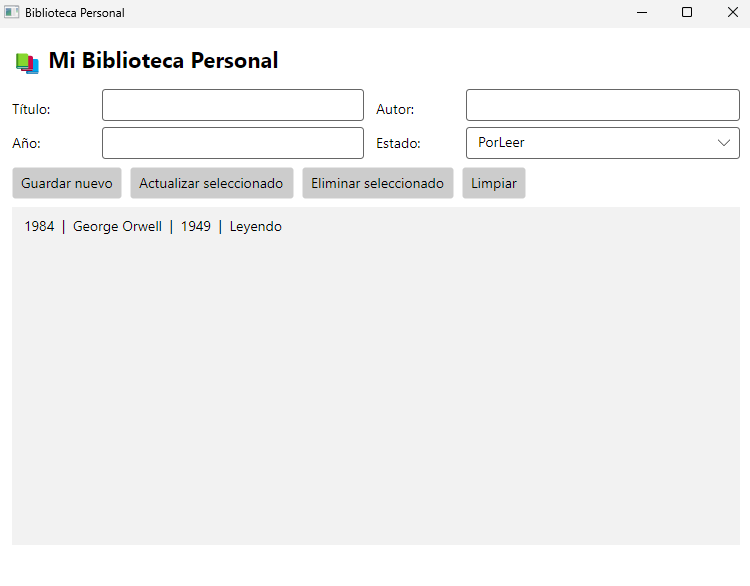 Biblioteca Personal
Mi Biblioteca Personal
Título: Autor:
Año: Estado: PorLeer
Guardar nuevo Actualizar seleccionado Eliminar seleccionado Limpiar
1984 | George Orwell | 1949 | Leyendo